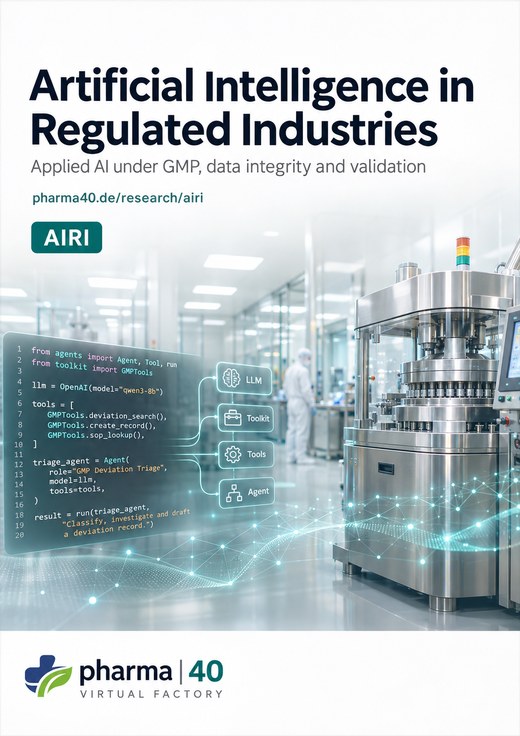 Artificial Intelligence in
Regulated Industries
Applied AI under GMP, data integrity and validation
pharma40.de/research/airi
AIRI
1 from agents import Agent, Tool, run
2 from toolkit import GMPTools
3
4 llm = OpenAI(model="qwen3-8b")
5
6 tools = [
7 GMPTools.deviation_search(),
8 GMPTools.create_record(),
9 GMPTools.sop_lookup(),
10 ]
11
12 triage_agent = Agent(
13 role="GMP Deviation Triage",
14 model=llm,
15 tools=tools,
16 )
17
18 result = run(triage_agent,
19 "Classify, investigate and draft
20 a deviation record.")
LLM
Toolkit
Tools
Agent
pharma | 40
VIRTUAL FACTORY